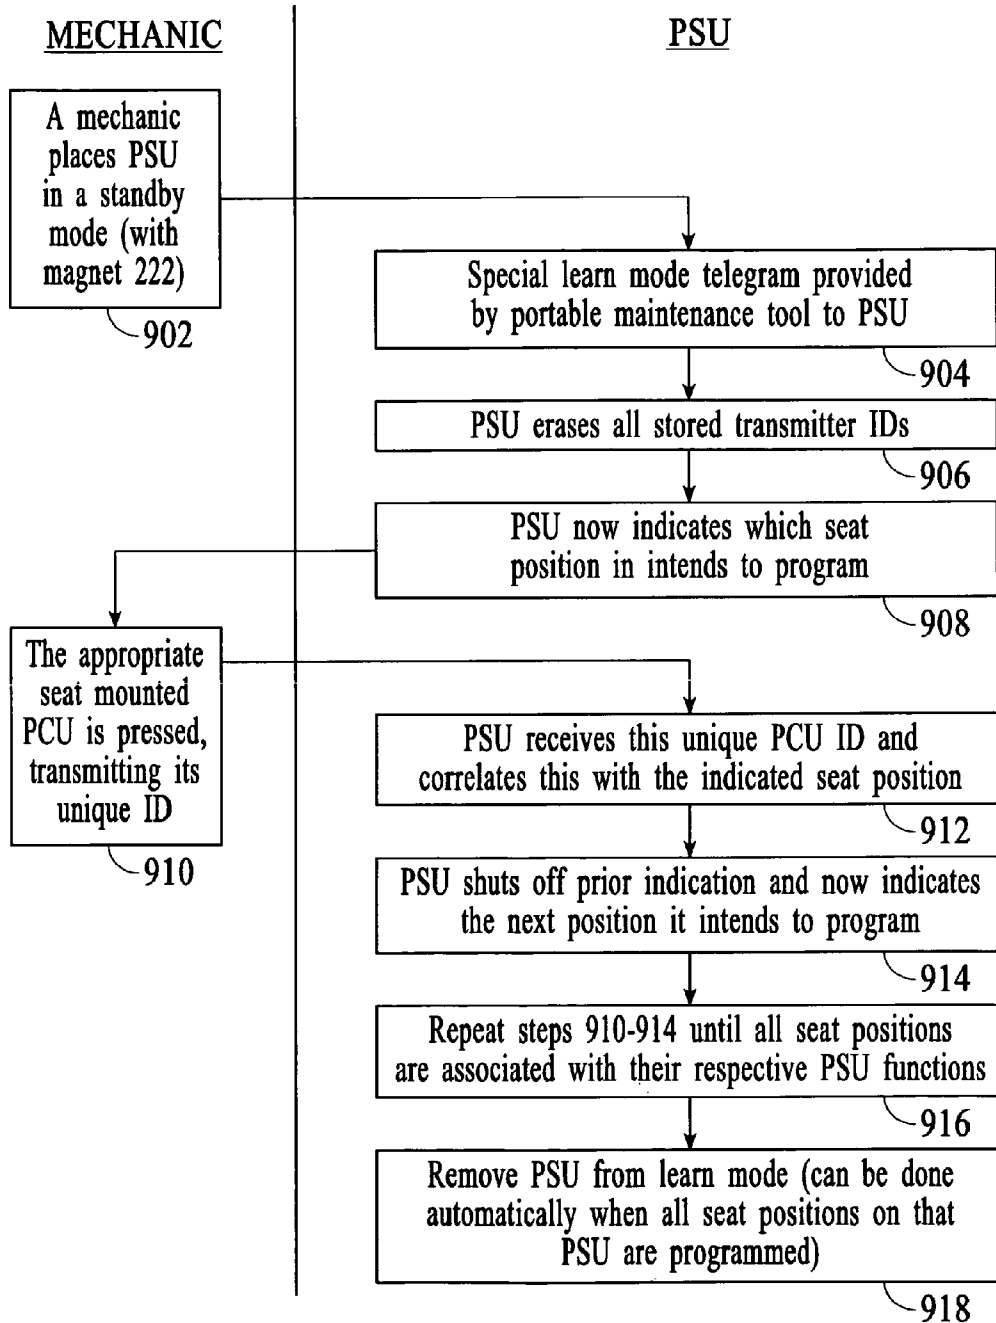 MECHANIC
PSU
A mechanic
places PSU
in a standby
mode (with
magnet 222)
902
Special learn mode telegram provided
by portable maintenance tool to PSU
904
PSU erases all stored transmitter IDs
906
PSU now indicates which seat
position in intends to program
908
The appropriate
seat mounted
PCU is pressed,
transmitting its
unique ID
910
PSU receives this unique PCU ID and
correlates this with the indicated seat position
912
PSU shuts off prior indication and now indicates
the next position it intends to program
914
Repeat steps 910-914 until all seat positions
are associated with their respective PSU functions
916
Remove PSU from learn mode (can be done
automatically when all seat positions on that
PSU are programmed)
918